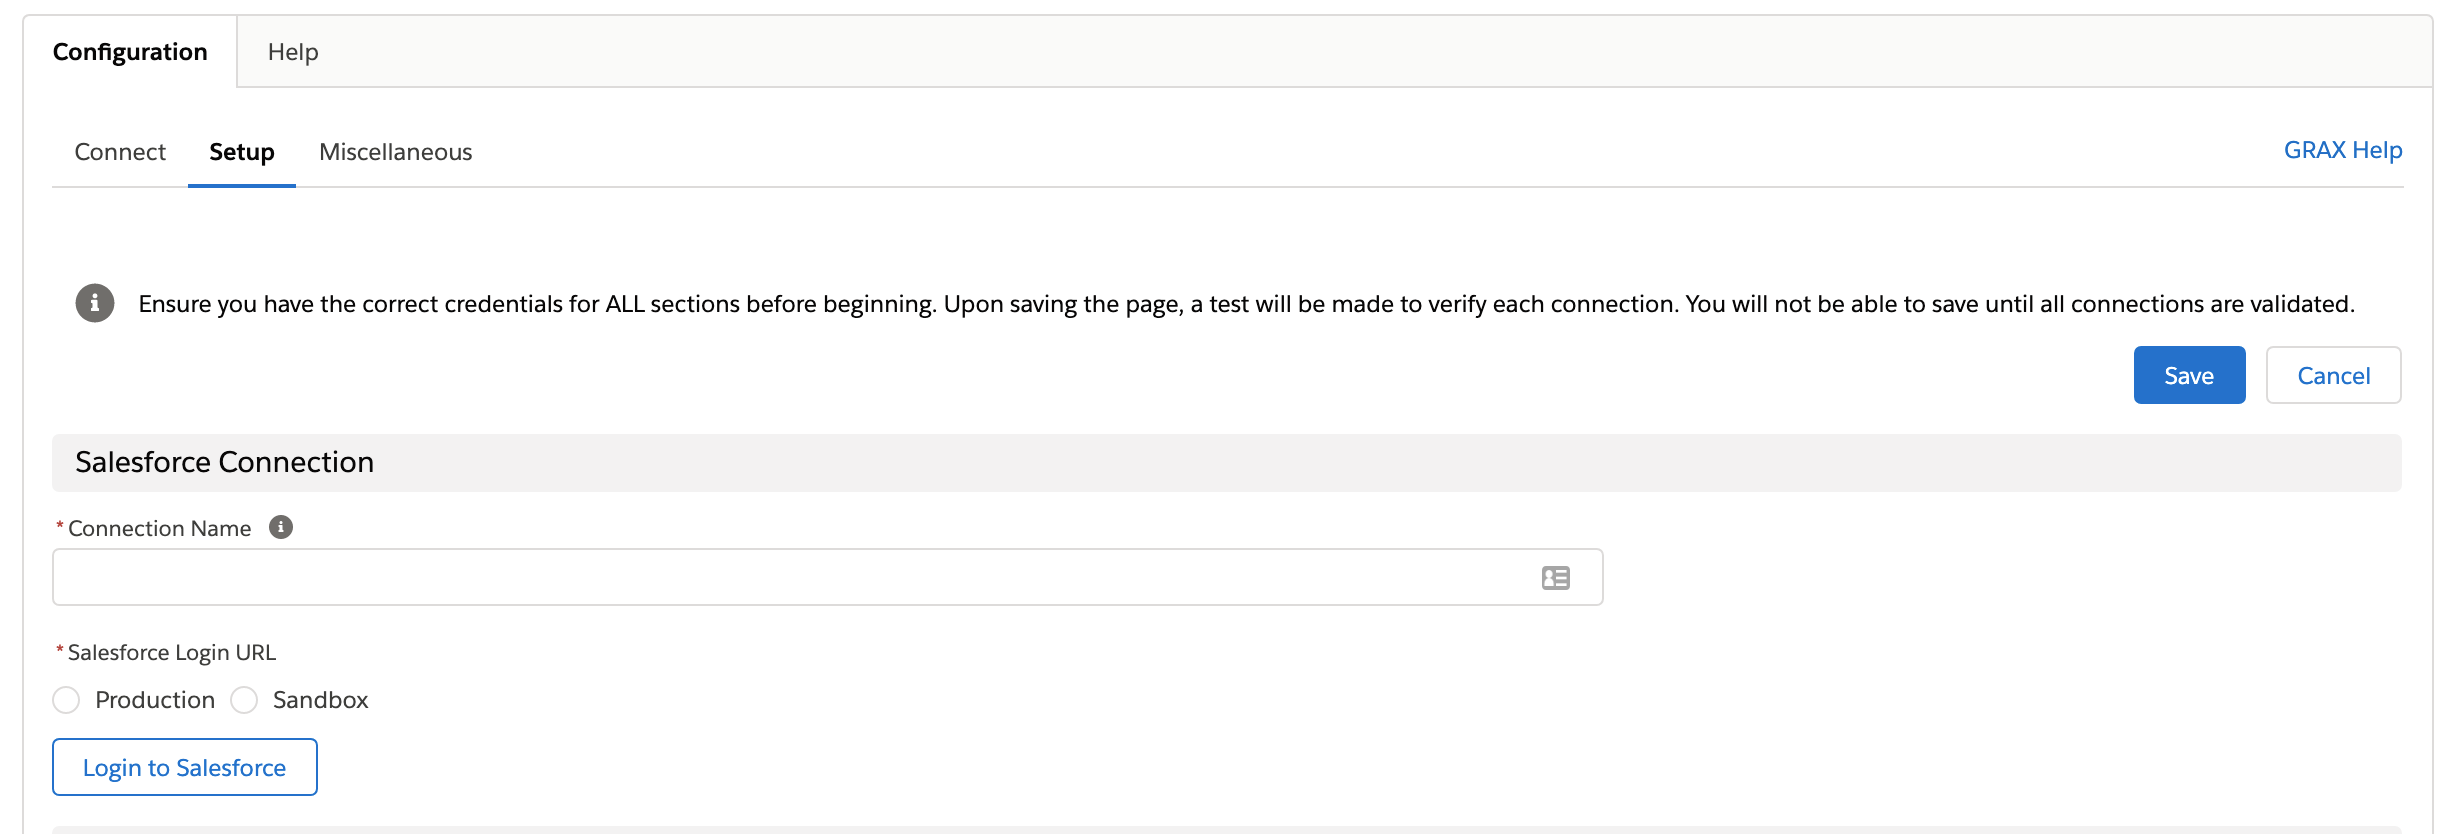 Configuration Help
Connect Setup Miscellaneous GRAX Help
Ensure you have the correct credentials for ALL sections before beginning. Upon saving the page, a test will be made to verify each connection. You will not be able to save until all connections are validated.
Save Cancel
Salesforce Connection
* Connection Name
* Salesforce Login URL
Production Sandbox
Login to Salesforce